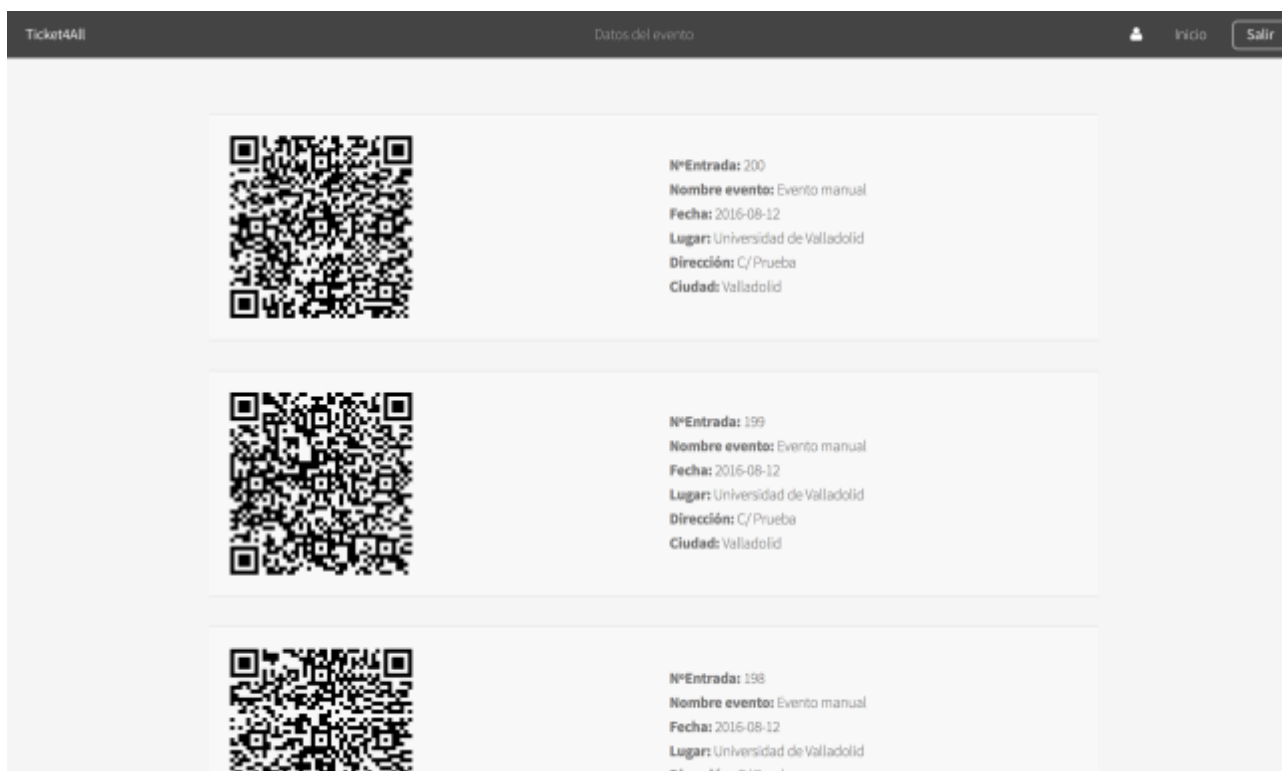 Ticket4All
Datos del evento
Inicio
Salir
NºEntrada: 200
Nombre evento: Evento manual
Fecha: 2016-08-12
Lugar: Universidad de Valladolid
Dirección: C/Prueba
Ciudad: Valladolid
NºEntrada: 199
Nombre evento: Evento manual
Fecha: 2016-08-12
Lugar: Universidad de Valladolid
Dirección: C/Prueba
Ciudad: Valladolid
NºEntrada: 198
Nombre evento: Evento manual
Fecha: 2016-08-12
Lugar: Universidad de Valladolid